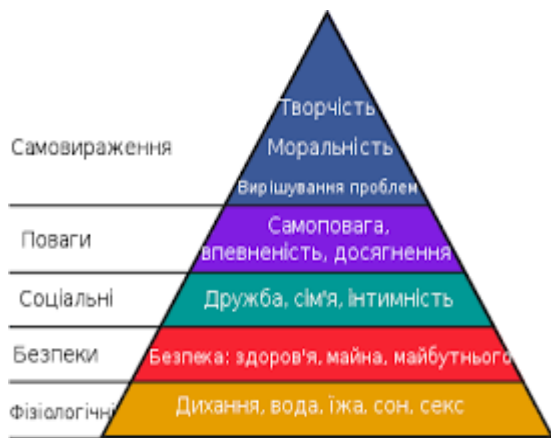 Творчість
Самовираження
Моральність
Вирішування проблем
Поваги
Самоповага,
впевненість, досягнення
Соціальні
Дружба, сім'я, інтимність
Безпеки
Безпека: здоров'я, майна, майбутнього
Фізіологічні
Дихання, вода, їжа, сон, секс